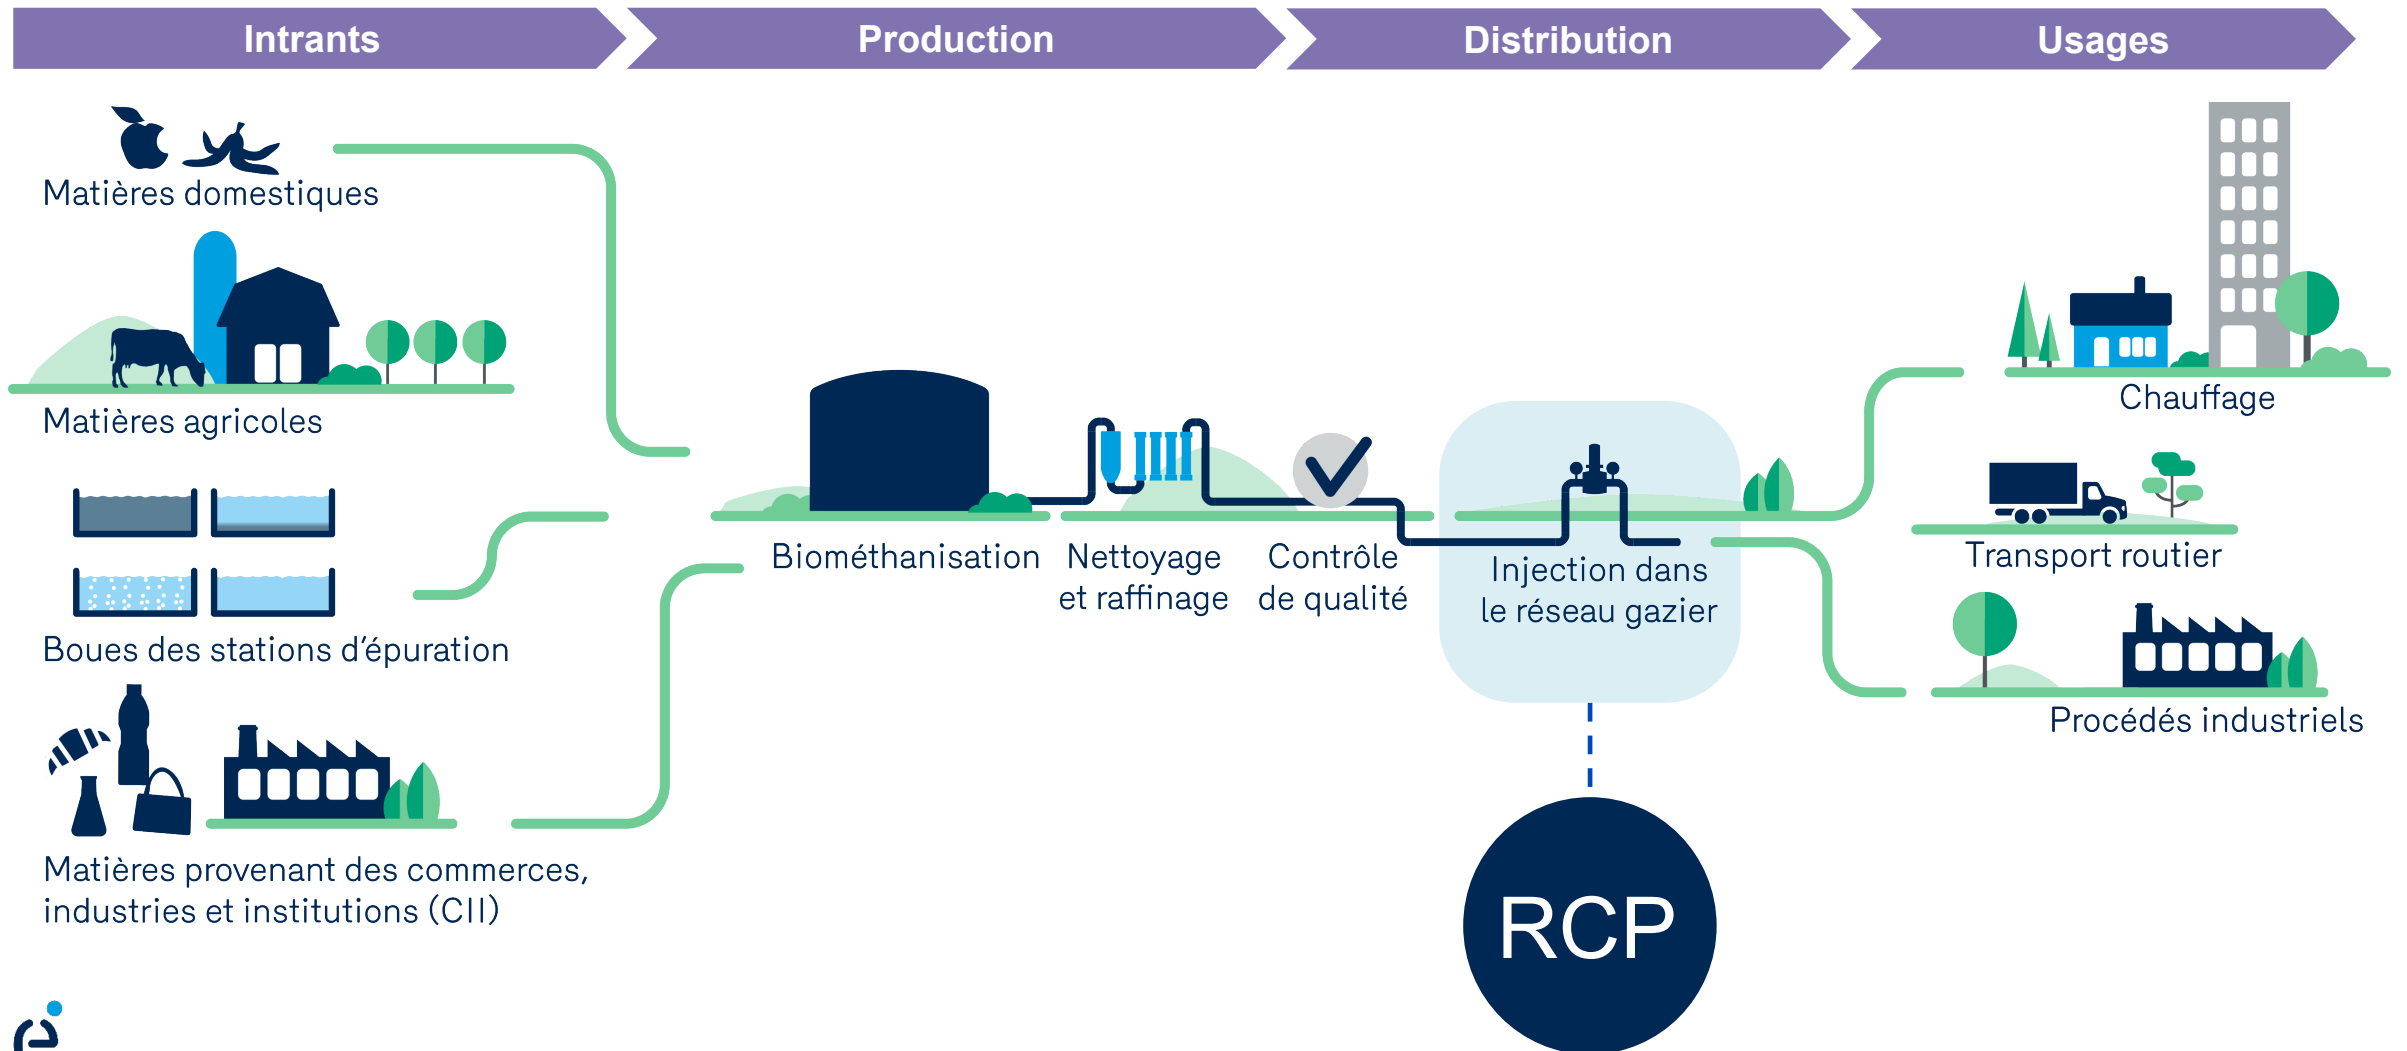 Intrants
Production
Distribution
Usages
Matières domestiques
Matières agricoles
Boues des stations d'épuration
Matières provenant des commerces,
industries et institutions (CII)
Biométhanisation
Nettoyage
et raffinage
Contrôle
de qualité
Injection dans
le réseau gazier
RCP
Chauffage
Transport routier
Procédés industriels